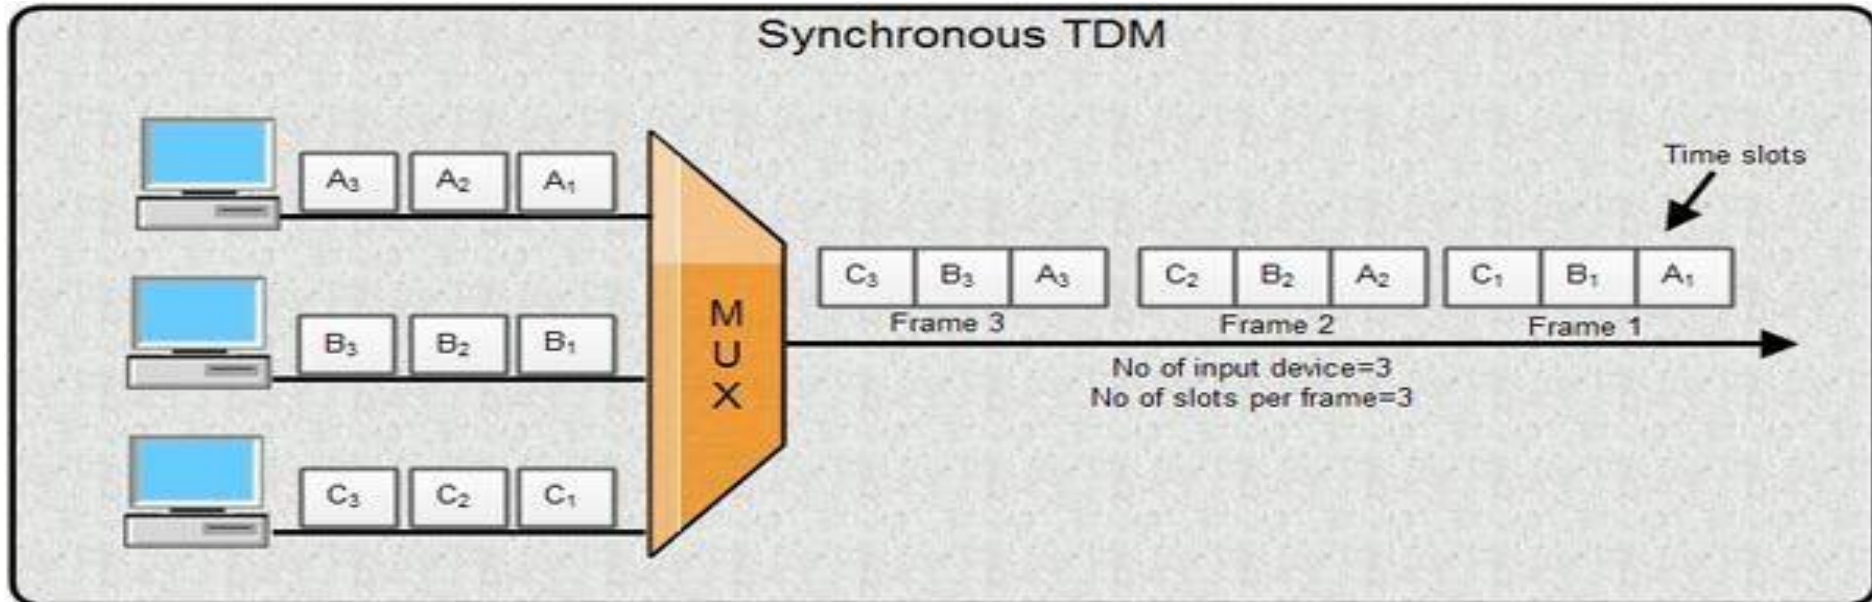 Synchronous TDM
Time slots
A₃ A₂ A₁
C₃ B₃ A₃ C₂ B₂ A₂ C₁ B₁ A₁
Frame 3 Frame 2 Frame 1
B₃ B₂ B₁
MUX
No of input device=3
No of slots per frame=3
C₃ C₂ C₁